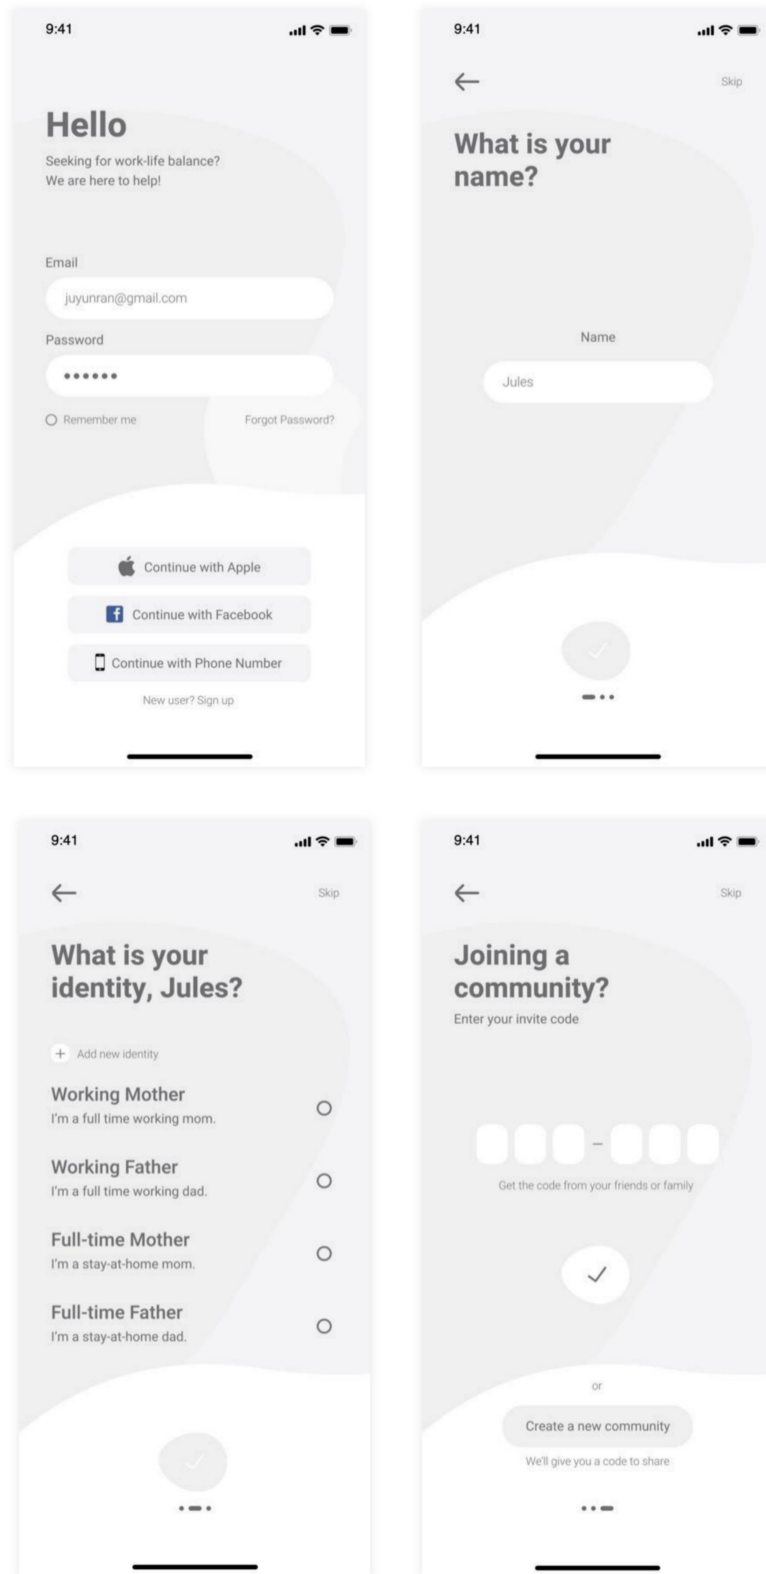 9:41
Hello
Seeking for work-life balance?
We are here to help!
Email
juyunran@gmail.com
Password
Remember me
Forgot Password?
Continue with Apple
Continue with Facebook
Continue with Phone Number
New user? Sign up
9:41
Skip
What is your
name?
Name
Jules
9:41
Skip
What is your
identity, Jules?
+ Add new identity
Working Mother
I'm a full time working mom.
Working Father
I'm a full time working dad.
Full-time Mother
I'm a stay-at-home mom.
Full-time Father
I'm a stay-at-home dad.
9:41
Skip
Joining a
community?
Enter your invite code
–
Get the code from your friends or family
or
Create a new community
We'll give you a code to share